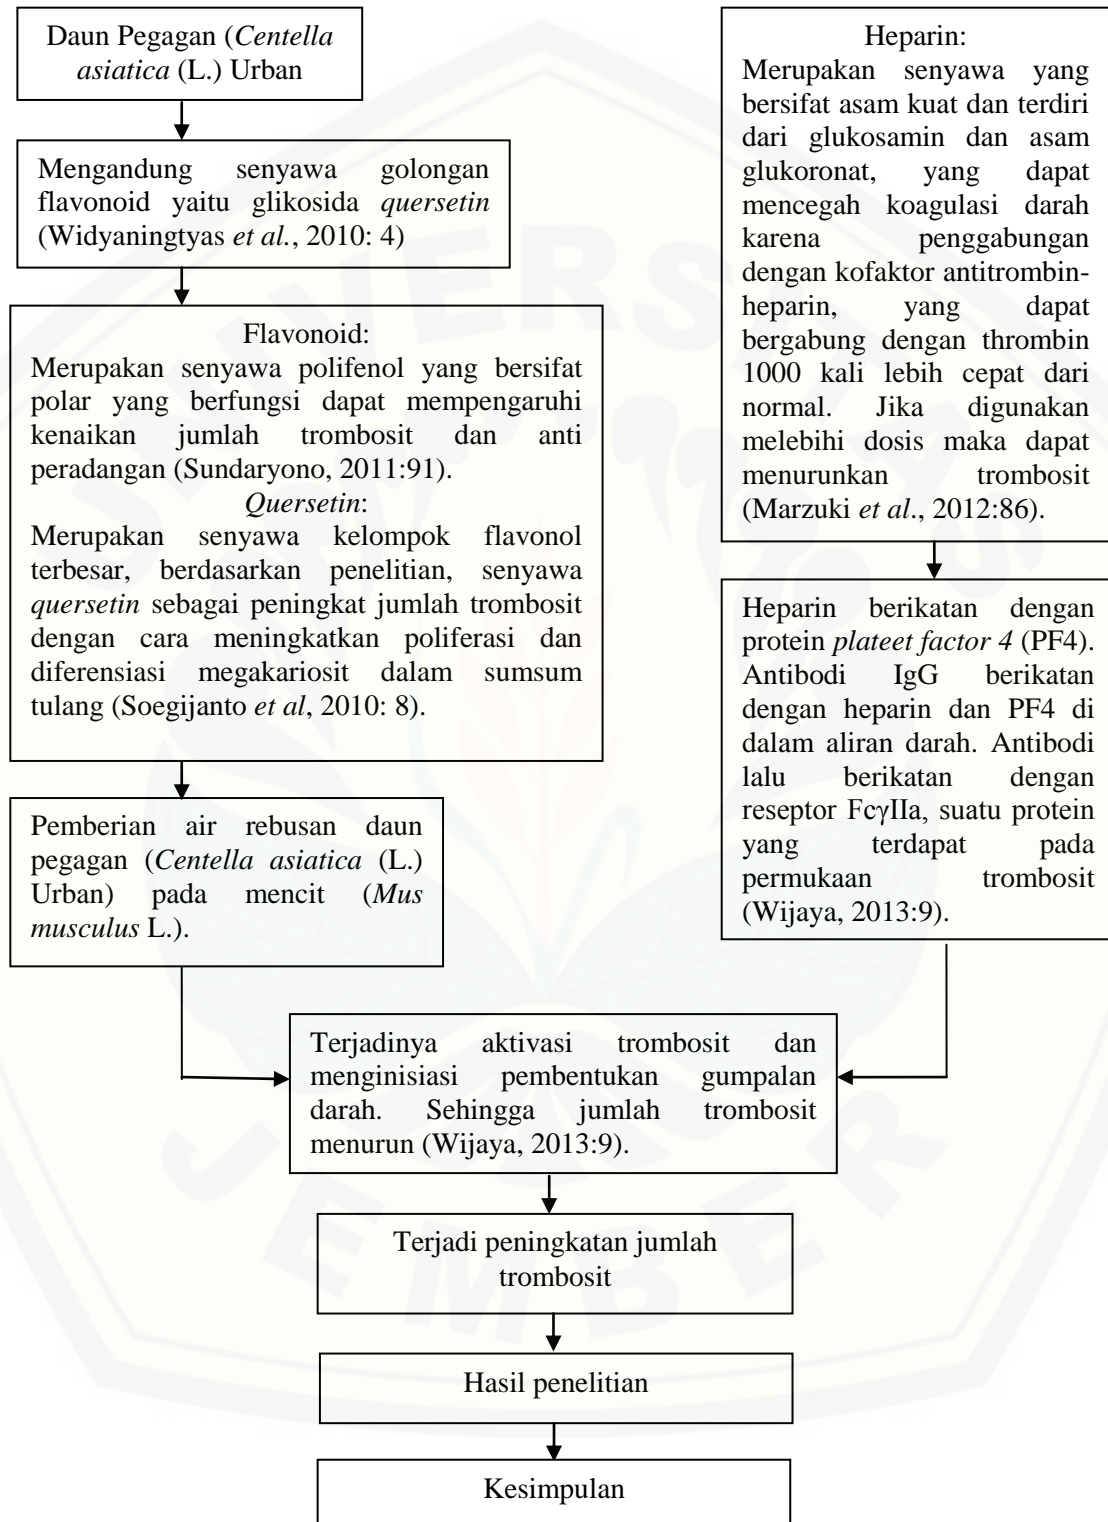 Daun Pegagan (Centella
asiatica (L.) Urban
Mengandung senyawa golongan
flavonoid yaitu glikosida quersetin
(Widyaningtyas et al., 2010: 4)
Flavonoid:
Merupakan senyawa polifenol yang bersifat
polar yang berfungsi dapat mempengaruhi
kenaikan jumlah trombosit dan anti
peradangan (Sundaryono, 2011:91).
Quersetin:
Merupakan senyawa kelompok flavonol
terbesar, berdasarkan penelitian, senyawa
quersetin sebagai peningkat jumlah trombosit
dengan cara meningkatkan poliferasi dan
diferensiasi megakariosit dalam sumsum
tulang (Soegijanto et al, 2010: 8).
Pemberian air rebusan daun
pegagan (Centella asiatica (L.)
Urban) pada mencit (Mus
musculus L.).
Heparin:
Merupakan senyawa yang
bersifat asam kuat dan terdiri
dari glukosamin dan asam
glukoronat, yang dapat
mencegah koagulasi darah
karena penggabungan
dengan kofaktor antitrombin-
heparin, yang dapat
bergabung dengan thrombin
1000 kali lebih cepat dari
normal. Jika digunakan
melebihi dosis maka dapat
menurunkan trombosit
(Marzuki et al., 2012:86).
Heparin berikatan dengan
protein plateet factor 4 (PF4).
Antibodi IgG berikatan
dengan heparin dan PF4 di
dalam aliran darah. Antibodi
lalu berikatan dengan
reseptor FcγIIa, suatu protein
yang terdapat pada
permukaan trombosit
(Wijaya, 2013:9).
Terjadinya aktivasi trombosit dan
menginisiasi pembentukan gumpalan
darah. Sehingga jumlah trombosit
menurun (Wijaya, 2013:9).
Terjadi peningkatan jumlah
trombosit
Hasil penelitian
Kesimpulan
UNIVERSITAS
JEMBER